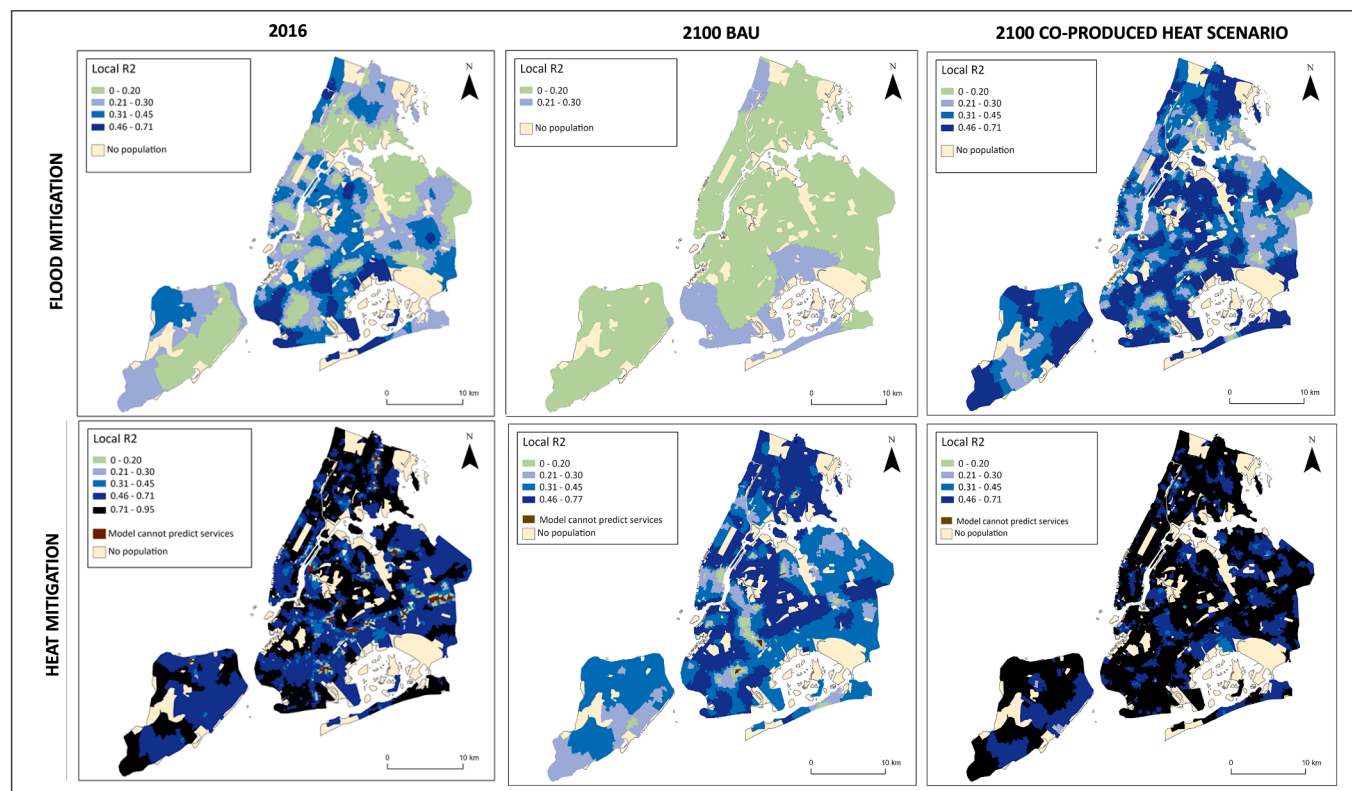 2016
2100 BAU
2100 CO-PRODUCED HEAT SCENARIO
FLOOD MITIGATION
Local R2
0 - 0.20
0.21 - 0.30
0.31 - 0.45
0.46 - 0.71
No population
N
0
10 km
Local R2
0 - 0.20
0.21 - 0.30
No population
N
0
10 km
Local R2
0 - 0.20
0.21 - 0.30
0.31 - 0.45
0.46 - 0.71
No population
N
0
10 km
HEAT MITIGATION
Local R2
0 - 0.20
0.21 - 0.30
0.31 - 0.45
0.46 - 0.71
0.71 - 0.95
Model cannot predict services
No population
N
0
10 km
Local R2
0 - 0.20
0.21 - 0.30
0.31 - 0.45
0.46 - 0.77
Model cannot predict services
No population
N
0
10 km
Local R2
0 - 0.20
0.21 - 0.30
0.31 - 0.45
0.46 - 0.71
Model cannot predict services
No population
N
0
10 km